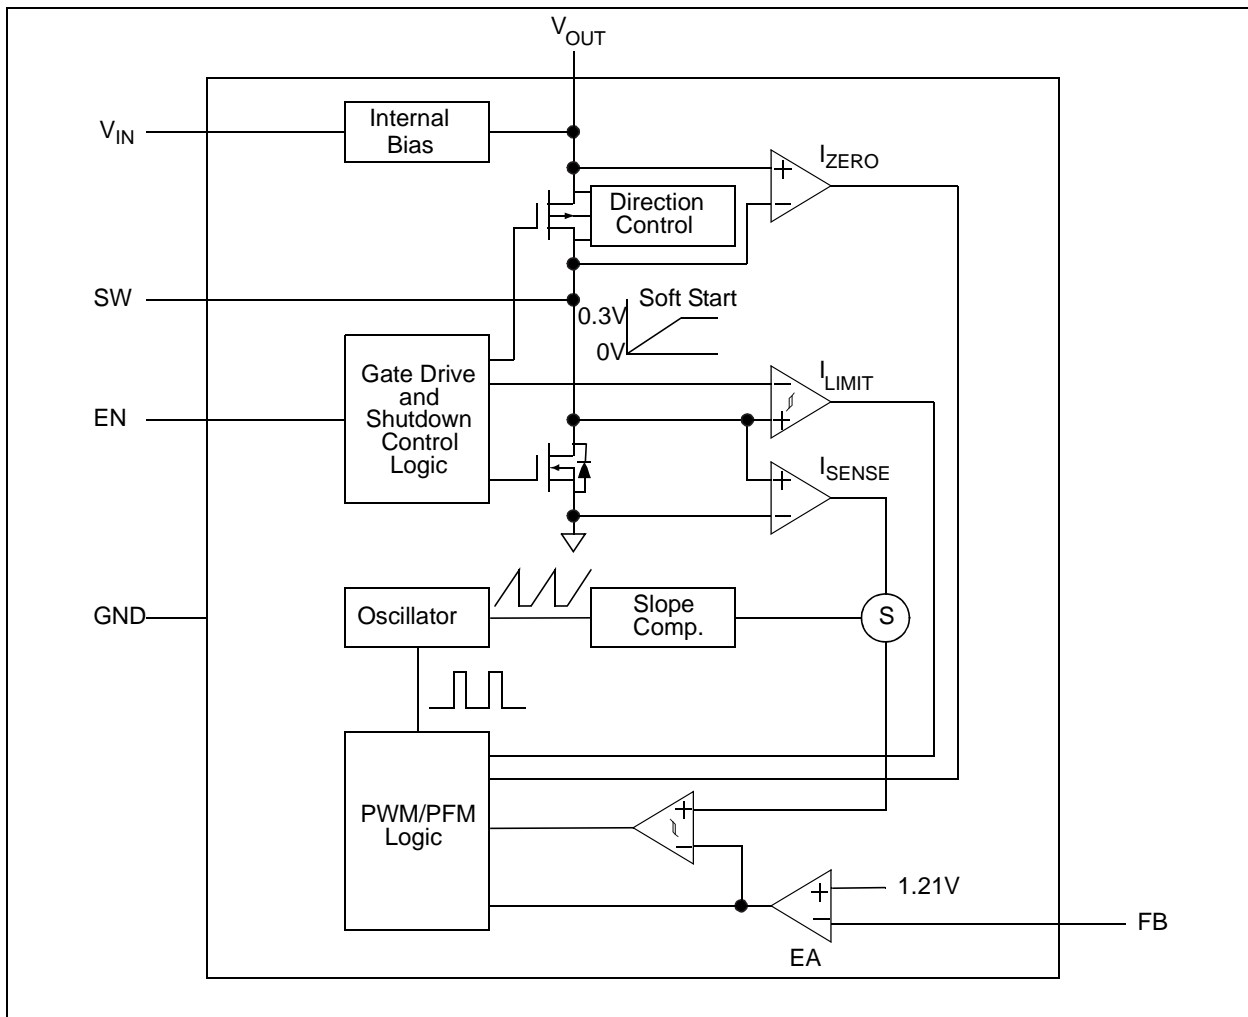 VOUT
VIN
Internal
Bias
IZERO
+
−
Direction
Control
SW
Soft Start
0.3V
0V
Gate Drive
and
Shutdown
Control
Logic
ILIMIT
−
+
EN
ISENSE
+
−
GND
Oscillator
Slope
Comp.
S
PWM/PFM
Logic
+
−
+
−
1.21V
FB
EA